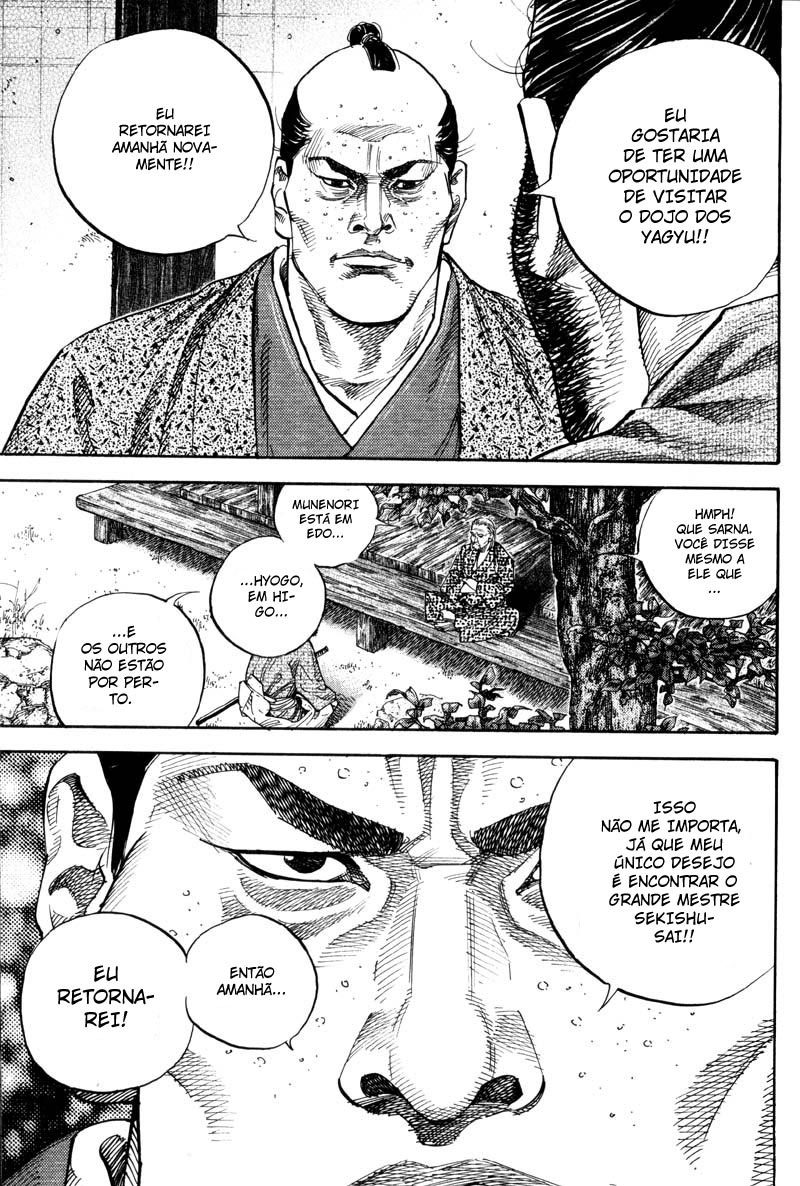 EU
GOSTARIA
DE TER UMA
OPORTUNIDADE
DE VISITAR
O DOJO DOS
YAGYU!!
EU
RETORNAREI
AMANHÃ NOVA-
MENTE!!
HMPH!
QUE SARNA.
VOCÊ DISSE
MESMO A
ELE QUE
...
MUNENORI
ESTÁ EM
EDO...
...HYOGO,
EM HI-
GO...
...E
OS OUTROS
NÃO ESTÃO
POR PER-
TO.
ISSO
NÃO ME IMPORTA,
JÁ QUE MEU
ÚNICO DESEJO
É ENCONTRAR O
GRANDE MESTRE
SEKISHU-
SAI!!
ENTÃO
AMANHÃ...
EU
RETORNA-
REI!